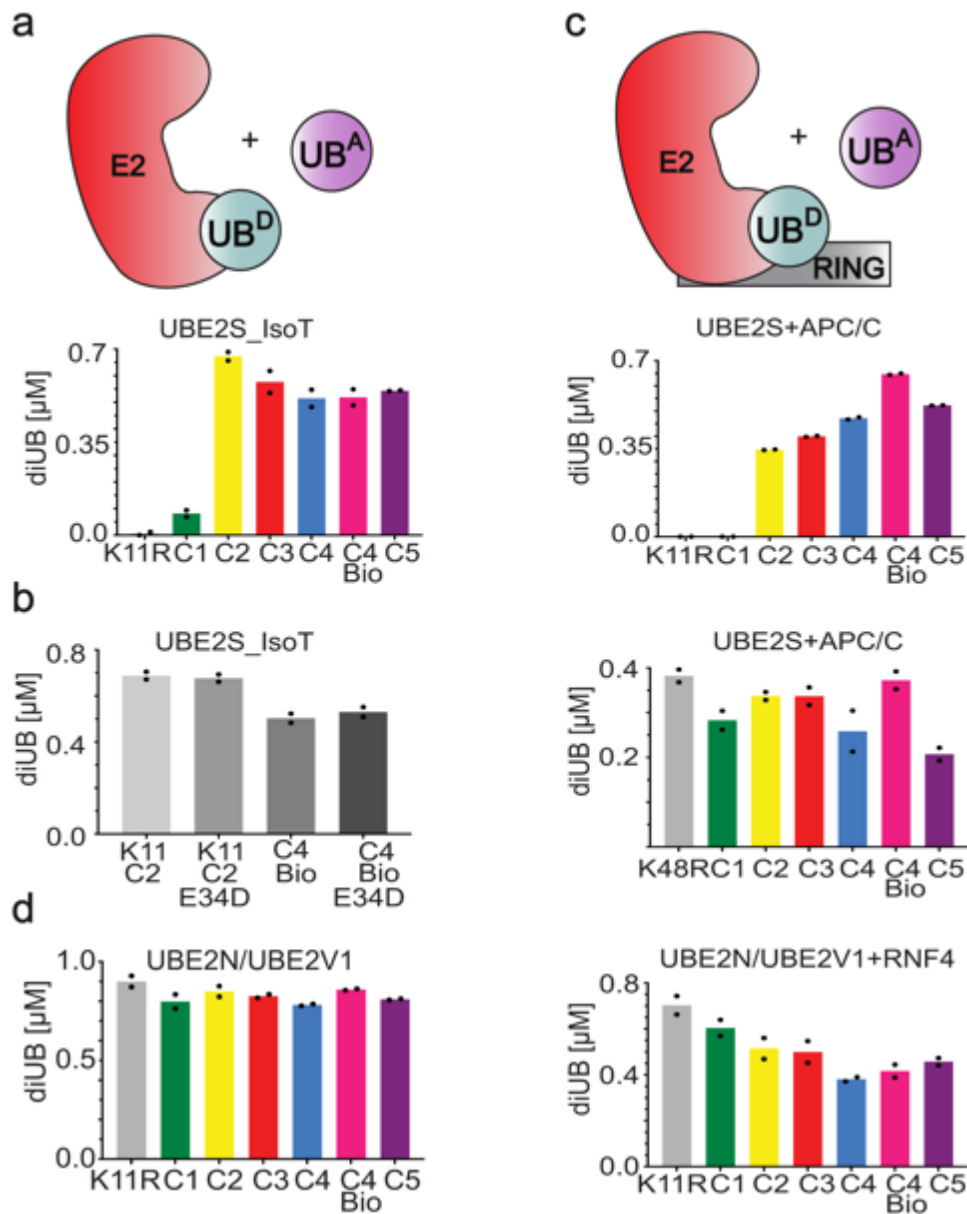 a
E2
+
UBA
UBD
UBE2S_IsoT
diUB [µM]
0.7
0.35
0.0
K11R C1 C2 C3 C4 C4 C5
Bio
c
E2
+
UBA
UBD
RING
UBE2S+APC/C
diUB [µM]
0.7
0.35
0.0
K11R C1 C2 C3 C4 C4 C5
Bio
b
UBE2S_IsoT
diUB [µM]
0.8
0.4
0.0
K11 K11 C4 C4
C2 C2 Bio Bio
E34D E34D
UBE2S+APC/C
diUB [µM]
0.4
0.2
K48R C1 C2 C3 C4 C4 C5
Bio
d
UBE2N/UBE2V1
diUB [µM]
1.0
0.5
0.0
K11R C1 C2 C3 C4 C4 C5
Bio
UBE2N/UBE2V1+RNF4
diUB [µM]
0.8
0.4
0.0
K11R C1 C2 C3 C4 C4 C5
Bio